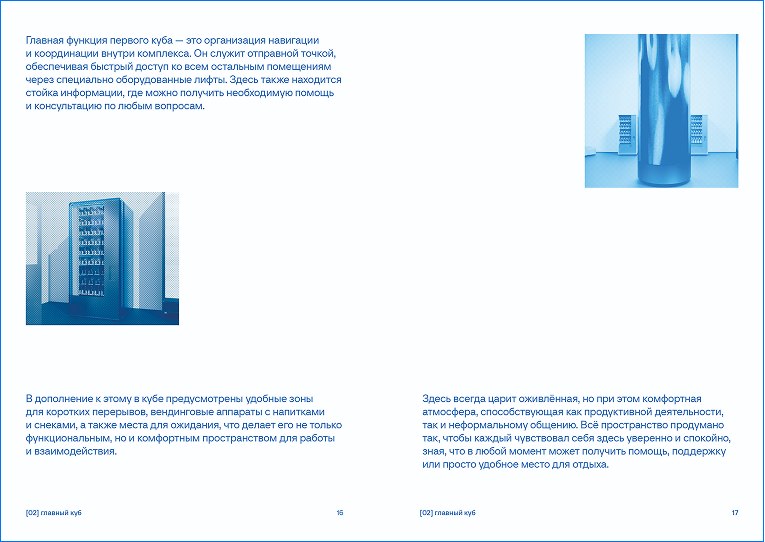 Главная функция первого куба — это организация навигации
и координации внутри комплекса. Он служит отправной точкой,
обеспечивая быстрый доступ ко всем остальным помещениям
через специально оборудованные лифты. Здесь также находится
стойка информации, где можно получить необходимую помощь
и консультацию по любым вопросам.
В дополнение к этому в кубе предусмотрены удобные зоны
для коротких перерывов, вендинговые аппараты с напитками
и снеками, а также места для ожидания, что делает его не только
функциональным, но и комфортным пространством для работы
и взаимодействия.
[02] главный куб
16
Здесь всегда царит оживлённая, но при этом комфортная
атмосфера, способствующая как продуктивной деятельности,
так и неформальному общению. Всё пространство продумано
так, чтобы каждый чувствовал себя здесь уверенно и спокойно,
зная, что в любой момент может получить помощь, поддержку
или просто удобное место для отдыха.
[02] главный куб
17